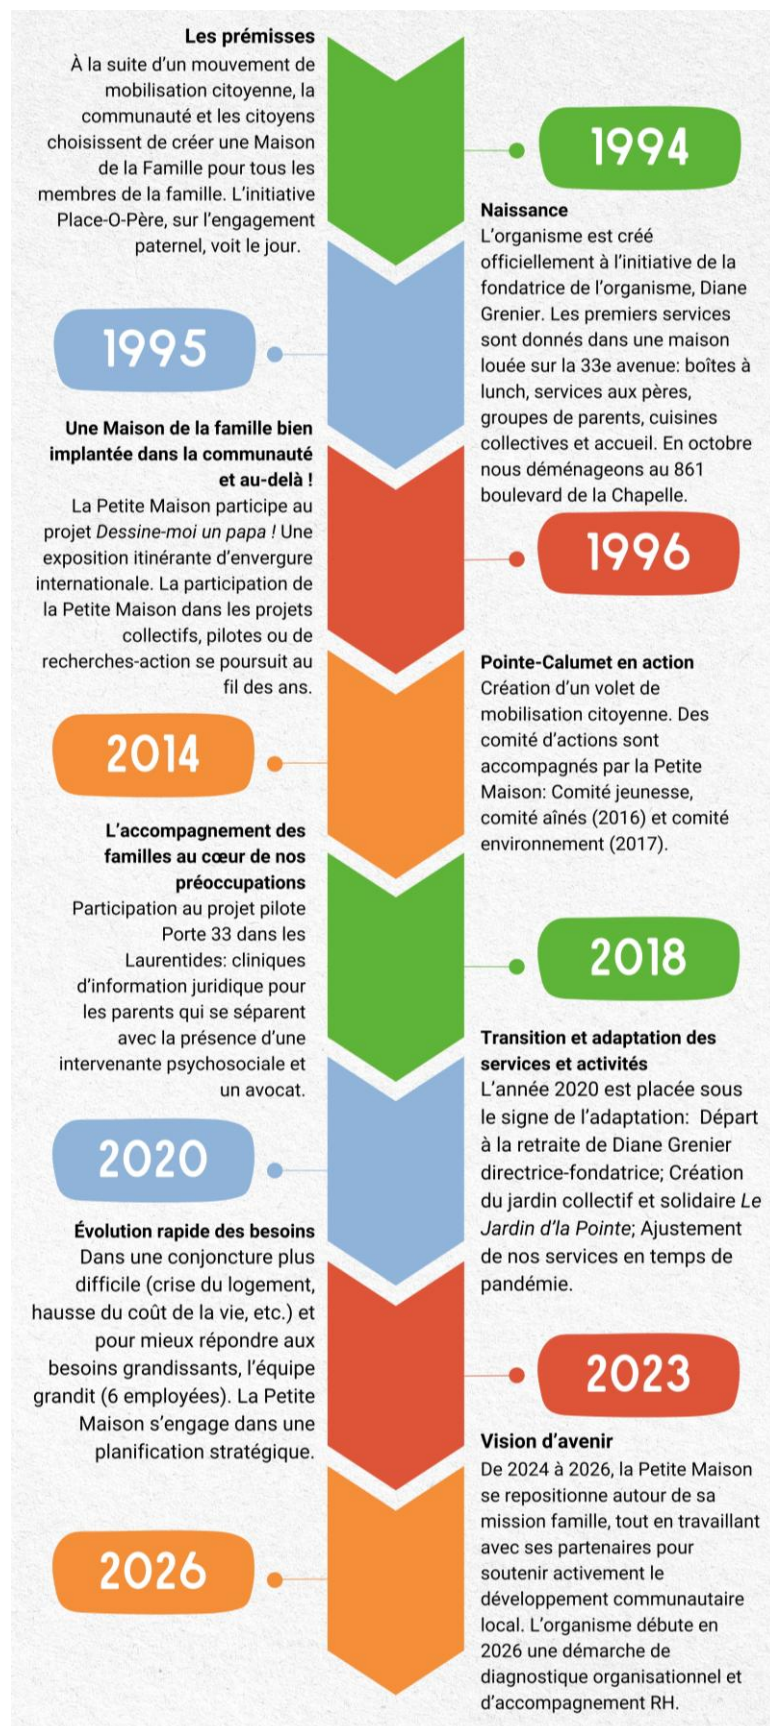 Les prémisses
À la suite d’un mouvement de
mobilisation citoyenne, la
communauté et les citoyens
choisissent de créer une Maison
de la Famille pour tous les
membres de la famille. L’initiative
Place-O-Père, sur l’engagement
paternel, voit le jour.
1994
Naissance
L’organisme est créé
officiellement à l’initiative de la
fondatrice de l’organisme, Diane
Grenier. Les premiers services
sont donnés dans une maison
louée sur la 33e avenue: boîtes à
lunch, services aux pères,
groupes de parents, cuisines
collectives et accueil. En octobre
nous déménageons au 861
boulevard de la Chapelle.
1995
Une Maison de la famille bien
implantée dans la communauté
et au-delà !
La Petite Maison participe au
projet Dessine-moi un papa ! Une
exposition itinérante d’envergure
internationale. La participation de
la Petite Maison dans les projets
collectifs, pilotes ou de
recherches-action se poursuit au
fil des ans.
1996
Pointe-Calumet en action
Création d’un volet de
mobilisation citoyenne. Des
comité d’actions sont
accompagnés par la Petite
Maison: Comité jeunesse,
comité aînés (2016) et comité
environnement (2017).
2014
L’accompagnement des
familles au cœur de nos
préoccupations
Participation au projet pilote
Porte 33 dans les
Laurentides: cliniques
d’information juridique pour
les parents qui se séparent
avec la présence d’une
intervenante psychosociale et
un avocat.
2018
Transition et adaptation des
services et activités
L’année 2020 est placée sous
le signe de l’adaptation: Départ
à la retraite de Diane Grenier
directrice-fondatrice; Création
du jardin collectif et solidaire Le
Jardin d’la Pointe; Ajustement
de nos services en temps de
pandémie.
2020
Évolution rapide des besoins
Dans une conjoncture plus
difficile (crise du logement,
hausse du coût de la vie, etc.) et
pour mieux répondre aux
besoins grandissants, l’équipe
grandit (6 employées). La Petite
Maison s’engage dans une
planification stratégique.
2023
Vision d’avenir
De 2024 à 2026, la Petite Maison
se repositionne autour de sa
mission famille, tout en travaillant
avec ses partenaires pour
soutenir activement le
développement communautaire
local. L’organisme débute en
2026 une démarche de
diagnostique organisationnel et
d’accompagnement RH.
2026